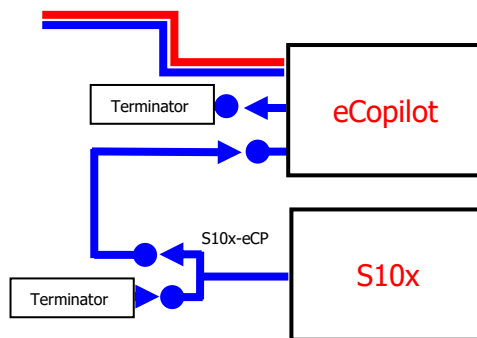 Terminator
eCopilot
S10x-eCP
Terminator
S10x